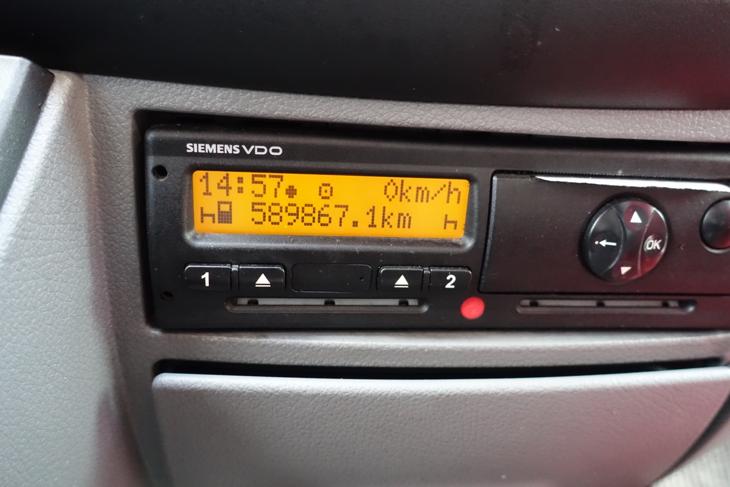 SIEMENS VDO
14:57 0km/h
589867.1km
1 2
OK